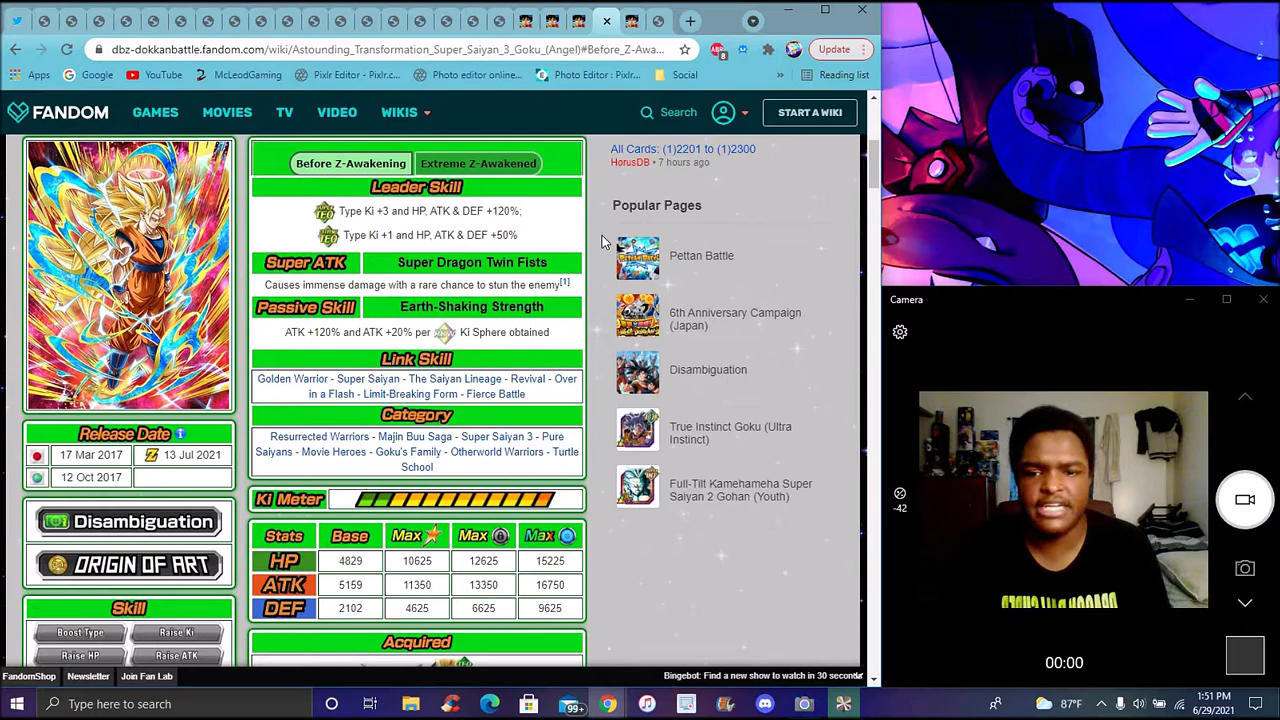 Update
dbz-dokkanbattle.fandom.com/wiki/Astounding_Transformation_Super_Saiyan_3_Goku_(Angel)#Before_Z-Awa...
8
Apps
Google
YouTube
McLeodGaming
Pixlr Editor - Pixlr.c...
Photo editor online...
Photo Editor : Pixlr...
Social
»
Reading list
FANDOM
GAMES
MOVIES
TV
VIDEO
WIKIS
Search
START A WIKI
Before Z-Awakening
Extreme Z-Awakened
Leader Skill
Type Ki +3 and HP, ATK & DEF +120%;
Type Ki +1 and HP, ATK & DEF +50%
Super ATK
Super Dragon Twin Fists
Causes immense damage with a rare chance to stun the enemy[1]
Passive Skill
Earth-Shaking Strength
ATK +120% and ATK +20% per Ki Sphere obtained
Link Skill
Golden Warrior - Super Saiyan - The Saiyan Lineage - Revival - Over
in a Flash - Limit-Breaking Form - Fierce Battle
Category
Resurrected Warriors - Majin Buu Saga - Super Saiyan 3 - Pure
Saiyans - Movie Heroes - Goku's Family - Otherworld Warriors - Turtle
School
Ki Meter
Stats Base Max Max Max
HP 4829 10625 12625 15225
ATK 5159 11350 13350 16750
DEF 2102 4625 6625 9625
Acquired
Release Date
17 Mar 2017
Z 13 Jul 2021
12 Oct 2017
Disambiguation
ORIGIN OF ART
Skill
Boost Type
Raise Ki
Raise HP
Raise ATK
All Cards: (1)2201 to (1)2300
HorusDB • 7 hours ago
Popular Pages
Pettan Battle
6th Anniversary Campaign
(Japan)
Disambiguation
True Instinct Goku (Ultra
Instinct)
Full-Tilt Kamehameha Super
Saiyan 2 Gohan (Youth)
FandomShop
Newsletter
Join Fan Lab
Bingebot: Find a new show to watch in 30 seconds
Camera
-42
00:00
Type here to search
99+
87°F
1:51 PM
6/29/2021